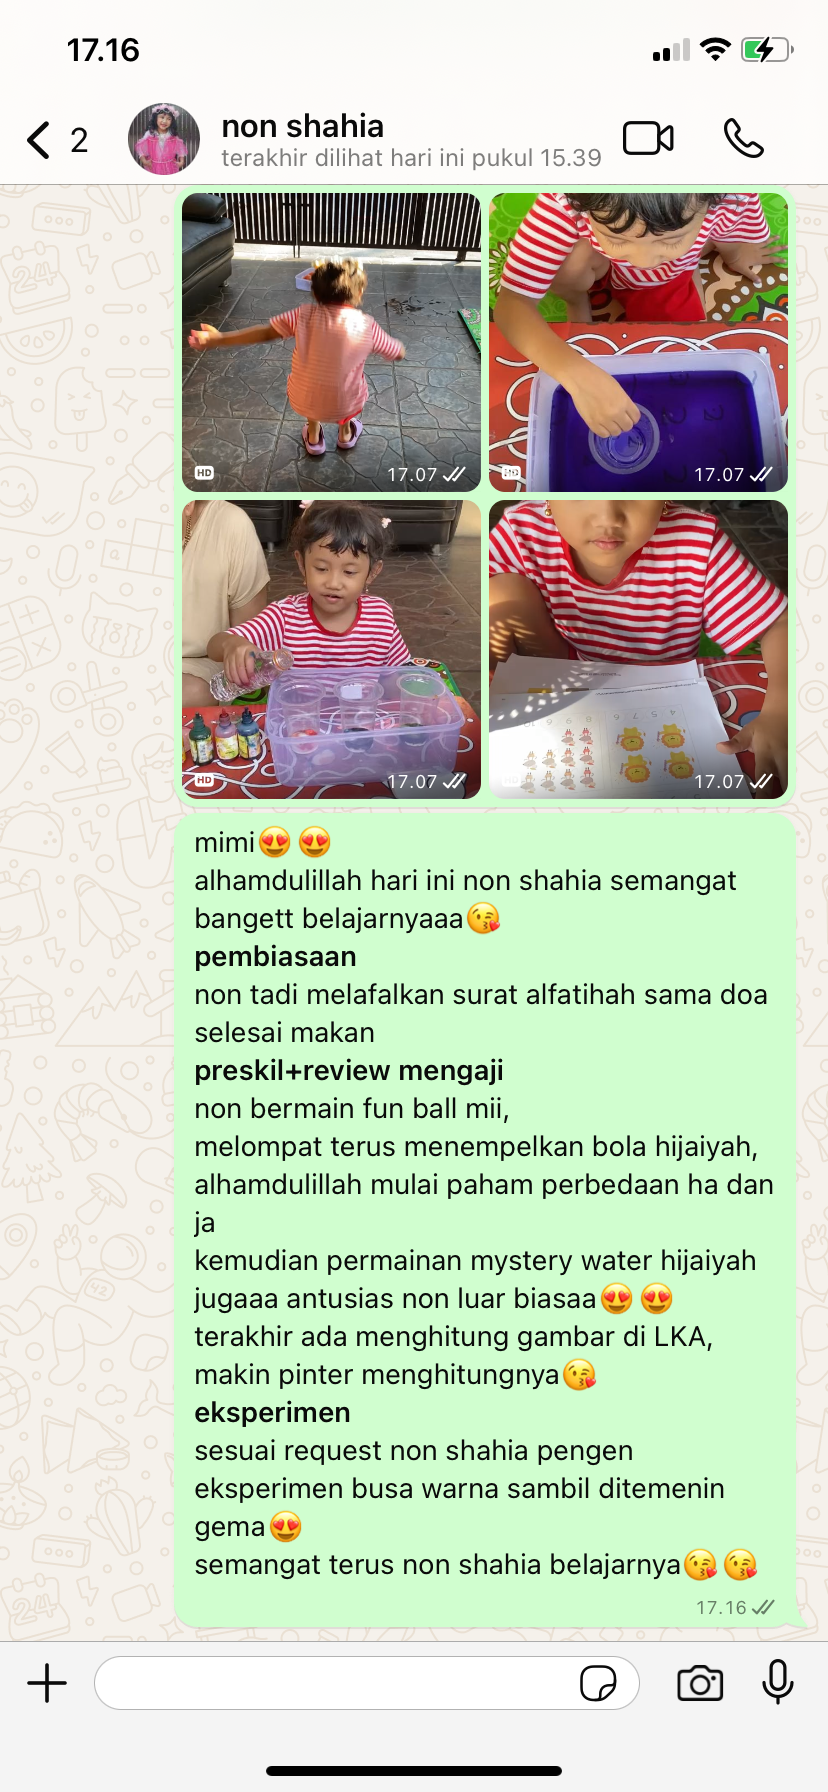 17.16
2
non shahia
terakhir dilihat hari ini pukul 15.39
HD
17.07
HD
17.07
HD
17.07
17.07
mimi😍😍
alhamdulillah hari ini non shahia semangat
bangett belajarnyaaa😘
pembiasaan
non tadi melafalkan surat alfatihah sama doa
selesai makan
preskil+review mengaji
non bermain fun ball mii,
melompat terus menempelkan bola hijaiyah,
alhamdulillah mulai paham perbedaan ha dan
ja
kemudian permainan mystery water hijaiyah
jugaaa antusias non luar biasaa😍😍
terakhir ada menghitung gambar di LKA,
makin pinter menghitungnya😘
eksperimen
sesuai request non shahia pengen
eksperimen busa warna sambil ditemenin
gema😍
semangat terus non shahia belajarnya😘😘
17.16